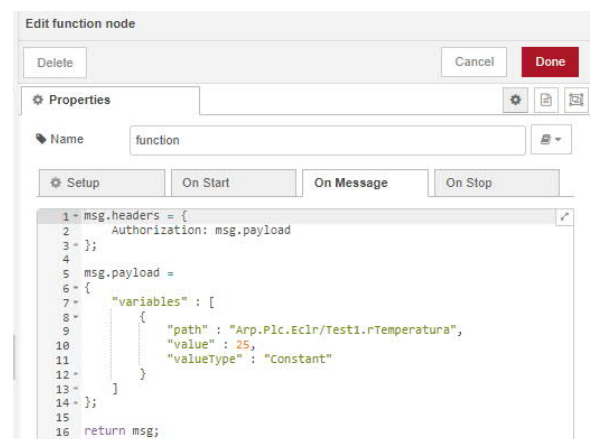 Edit function node
Delete
Cancel
Done
Properties
Name
function
Setup
On Start
On Message
On Stop
1 msg.headers = {
2     Authorization: msg.payload
3 };
4
5 msg.payload =
6 {
7     "variables" : [
8         {
9             "path" : "Arp.Plc.Eclr/Test1.rTemperatura",
10             "value" : 25,
11             "valueType" : "Constant"
12         }
13     ]
14 };
15
16 return msg;